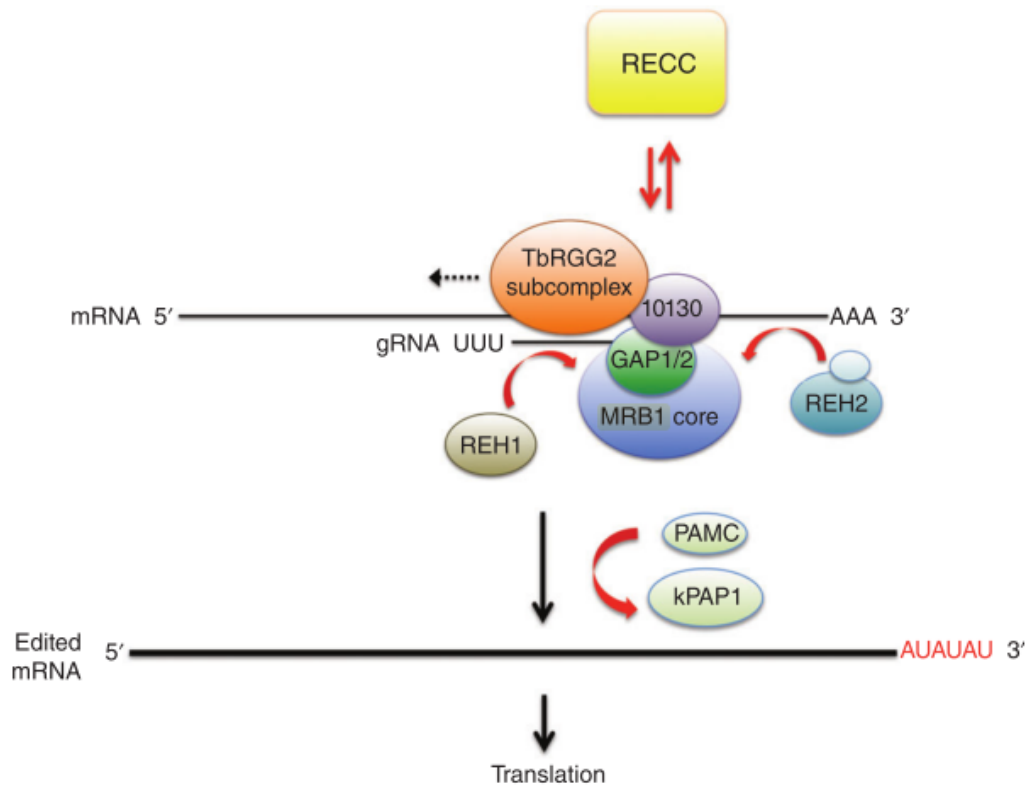 RECC
TbRGG2
subcomplex
10130
mRNA 5′
AAA 3′
gRNA UUU
GAP1/2
MRB1 core
REH1
REH2
PAMC
kPAP1
Edited
mRNA
5′
AUAUAU 3′
Translation